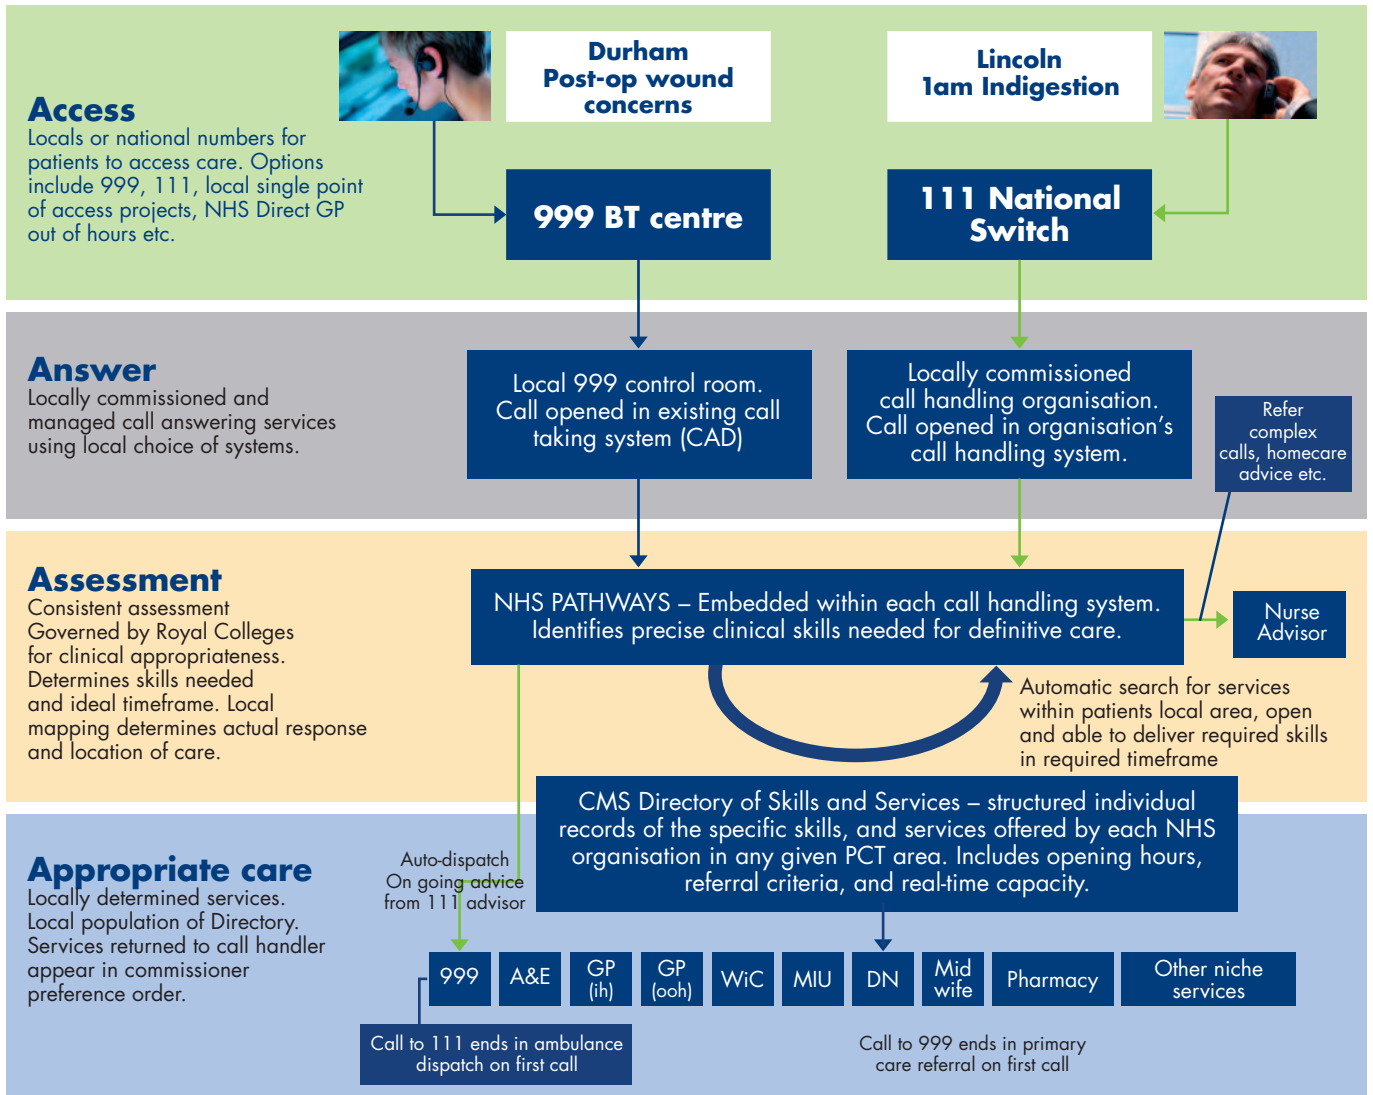 Durham
Post-op wound
concerns
Lincoln
1am Indigestion
Access
Locals or national numbers for
patients to access care. Options
include 999, 111, local single point
of access projects, NHS Direct GP
out of hours etc.
999 BT centre
111 National
Switch
Answer
Locally commissioned and
managed call answering services
using local choice of systems.
Local 999 control room.
Call opened in existing call
taking system (CAD)
Locally commissioned
call handling organisation.
Call opened in organisation’s
call handling system.
Refer
complex
calls, homecare
advice etc.
Assessment
Consistent assessment
Governed by Royal Colleges
for clinical appropriateness.
Determines skills needed
and ideal timeframe. Local
mapping determines actual response
and location of care.
NHS PATHWAYS – Embedded within each call handling system.
Identifies precise clinical skills needed for definitive care.
Nurse
Advisor
Automatic search for services
within patients local area, open
and able to deliver required skills
in required timeframe
CMS Directory of Skills and Services – structured individual
records of the specific skills, and services offered by each NHS
organisation in any given PCT area. Includes opening hours,
referral criteria, and real-time capacity.
Appropriate care
Locally determined services.
Local population of Directory.
Services returned to call handler
appear in commissioner
preference order.
Auto-dispatch
On going advice
from 111 advisor
999
A&E
GP
(ih)
GP
(ooh)
WiC
MIU
DN
Mid
wife
Pharmacy
Other niche
services
Call to 111 ends in ambulance
dispatch on first call
Call to 999 ends in primary
care referral on first call